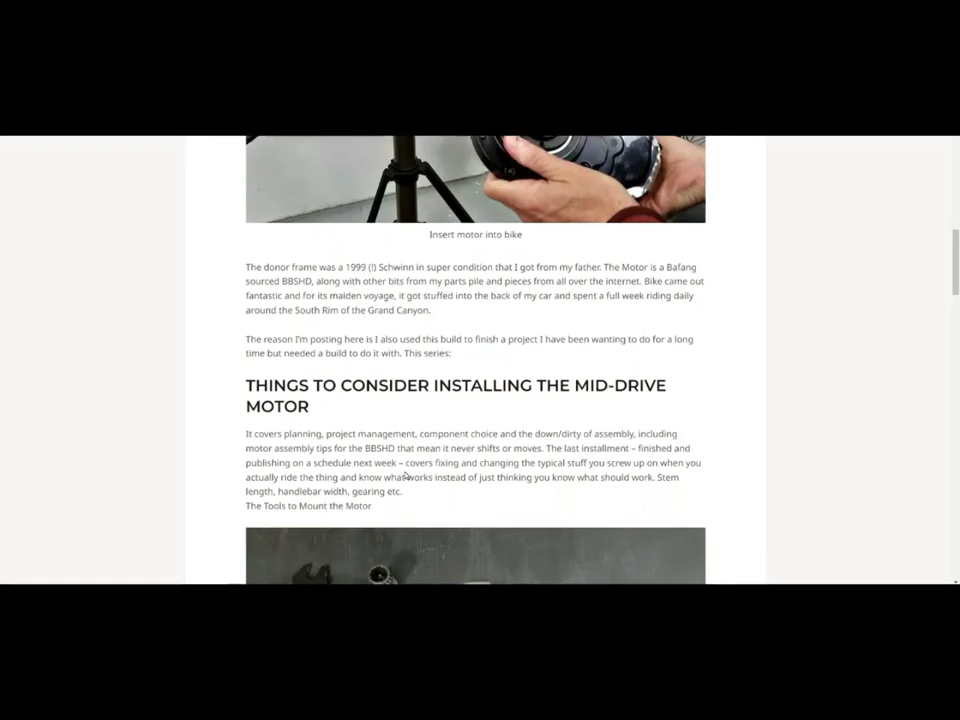 Insert motor into bike
The donor frame was a 1999 (!) Schwinn in super condition that I got from my father. The Motor is a Bafang
sourced BBSHD, along with other bits from my parts pile and pieces from all over the internet. Bike came out
fantastic and for its maiden voyage, it got stuffed into the back of my car and spent a full week riding daily
around the South Rim of the Grand Canyon.
The reason I'm posting here is I also used this build to finish a project I have been wanting to do for a long
time but needed a build to do it with. This series:
THINGS TO CONSIDER INSTALLING THE MID-DRIVE
MOTOR
It covers planning, project management, component choice and the down/dirty of assembly, including
motor assembly tips for the BBSHD that mean it never shifts or moves. The last installment – finished and
publishing on a schedule next week – covers fixing and changing the typical stuff you screw up on when you
actually ride the thing and know what works instead of just thinking you know what should work. Stem
length, handlebar width, gearing etc.
The Tools to Mount the Motor